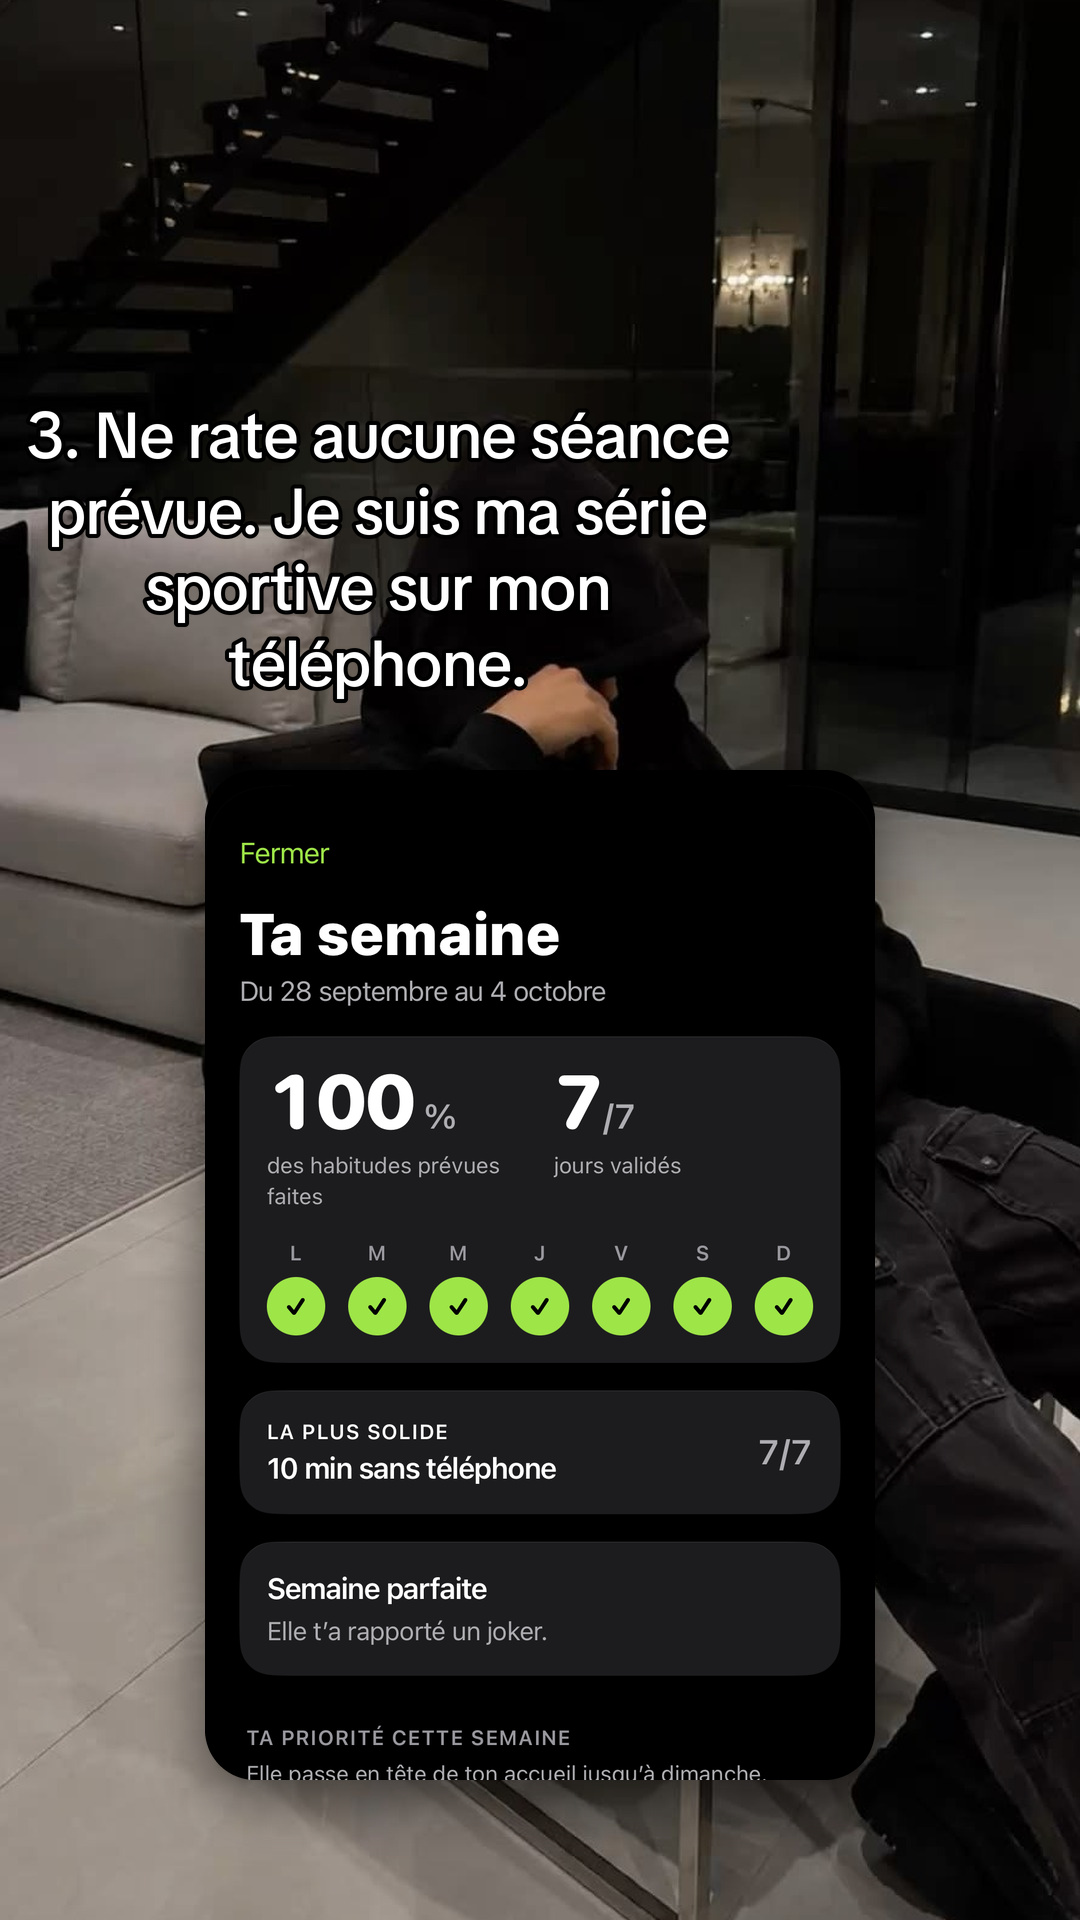 3. Ne rate aucune séance
prévue. Je suis ma série
sportive sur mon
téléphone.
Fermer
Ta semaine
Du 28 septembre au 4 octobre
100 % 7/7
des habitudes prévues jours validés
faites
L M M J V S D
LA PLUS SOLIDE
10 min sans téléphone 7/7
Semaine parfaite
Elle t’a rapporté un joker.
TA PRIORITÉ CETTE SEMAINE
Elle passe en tête de ton accueil jusqu’à dimanche.